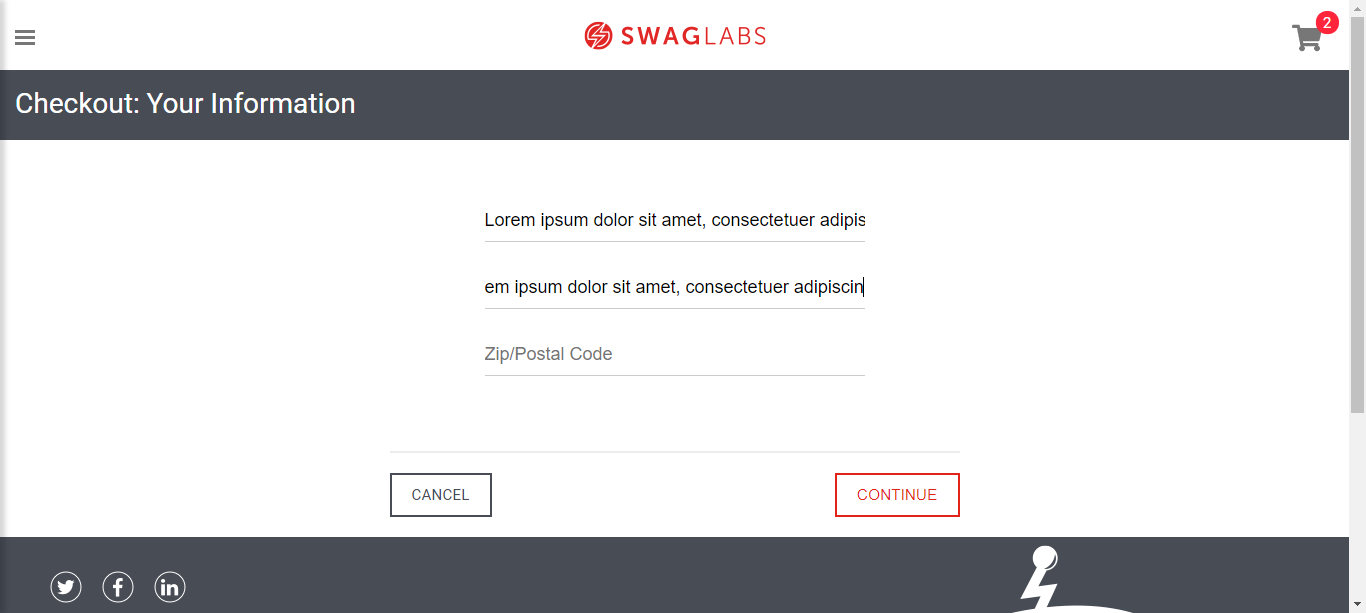 SWAGLABS
2
Checkout: Your Information
Lorem ipsum dolor sit amet, consectetuer adipis
em ipsum dolor sit amet, consectetuer adipiscin
Zip/Postal Code
CANCEL
CONTINUE